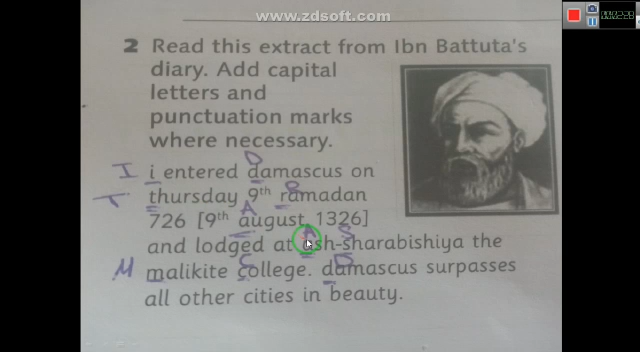 www.zdsoft.com
2 Read this extract from Ibn Battuta's
diary. Add capital
letters and
punctuation marks
where necessary.
I i entered D damascus on
T thursday 9th R ramadan
726 [9th A august 1326]
and lodged at A ash-S sharabishiya the
M malikite C college. D damascus surpasses
all other cities in beauty.